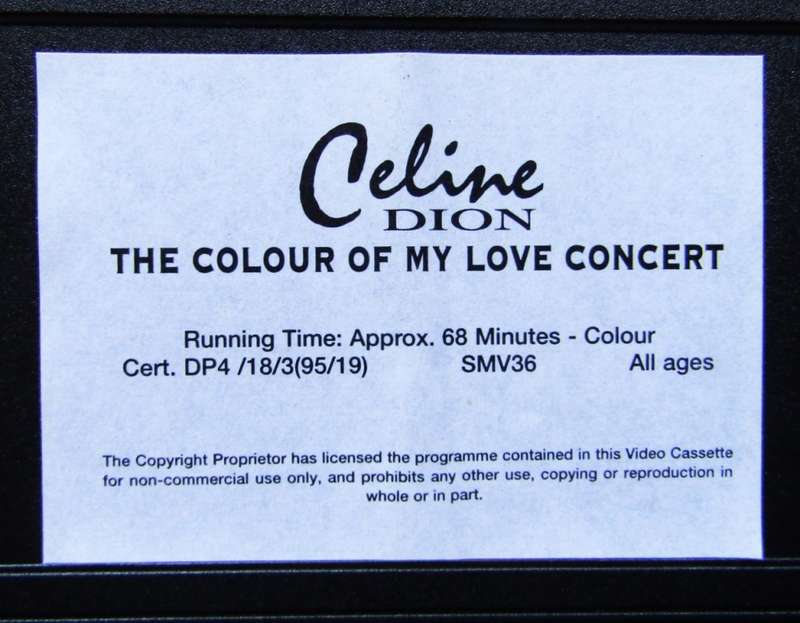 Celine
DION
THE COLOUR OF MY LOVE CONCERT
Running Time: Approx. 68 Minutes - Colour
Cert. DP4 /18/3(95/19) SMV36 All ages
The Copyright Proprietor has licensed the programme contained in this Video Cassette
for non-commercial use only, and prohibits any other use, copying or reproduction in
whole or in part.